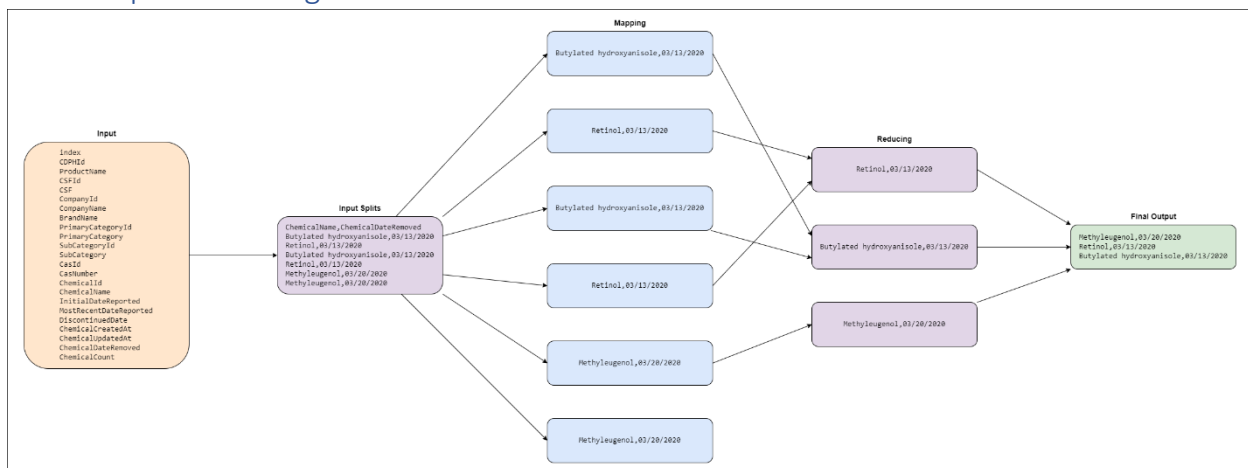 Mapping
Butylated hydroxyanisole,03/13/2020
Retinol,03/13/2020
Butylated hydroxyanisole,03/13/2020
Retinol,03/13/2020
Methyleugenol,03/20/2020
Methyleugenol,03/20/2020
Input
index
CDPHId
ProductName
CSFId
CSF
CompanyId
CompanyName
BrandName
PrimaryCategoryId
PrimaryCategory
SubCategoryId
SubCategory
CasId
CasNumber
ChemicalId
ChemicalName
InitialDateReported
MostRecentDateReported
DiscontinuedDate
ChemicalCreatedAt
ChemicalUpdatedAt
ChemicalDateRemoved
ChemicalCount
Input Splits
ChemicalName,ChemicalDateRemoved
Butylated hydroxyanisole,03/13/2020
Retinol,03/13/2020
Butylated hydroxyanisole,03/13/2020
Retinol,03/13/2020
Methyleugenol,03/20/2020
Methyleugenol,03/20/2020
Reducing
Retinol,03/13/2020
Butylated hydroxyanisole,03/13/2020
Methyleugenol,03/20/2020
Final Output
Methyleugenol,03/20/2020
Retinol,03/13/2020
Butylated hydroxyanisole,03/13/2020